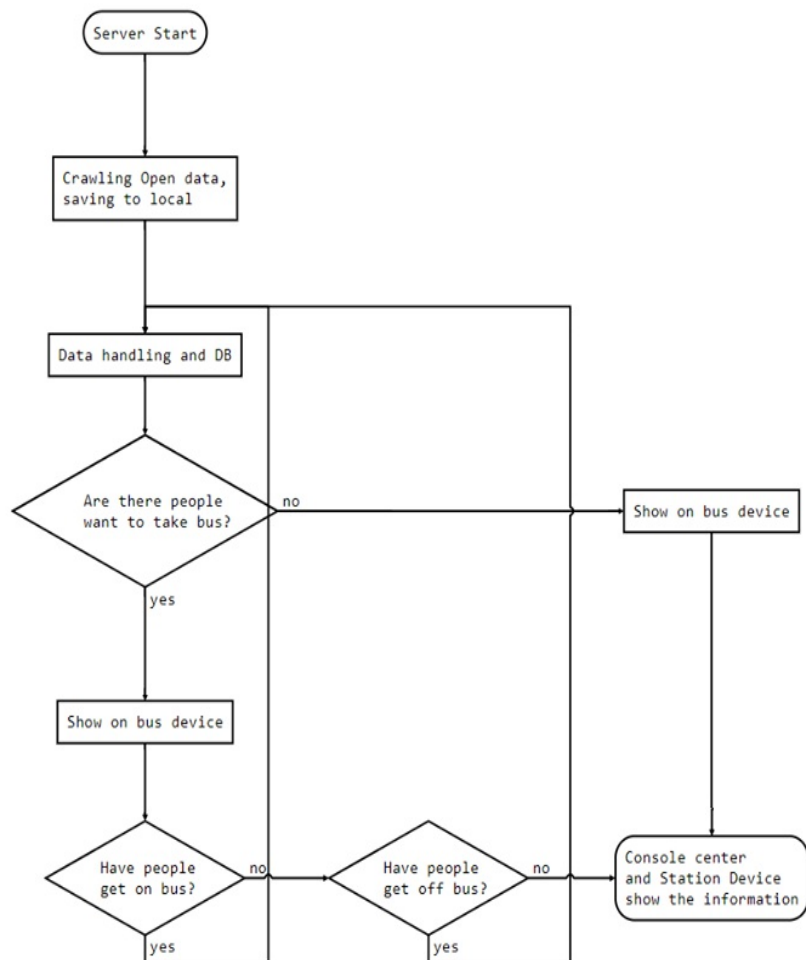 Server Start
Crawling Open data,
saving to local
Data handling and DB
Are there people
want to take bus?
no
Show on bus device
yes
Show on bus device
Have people
get on bus?
no
Have people
get off bus?
no
Console center
and Station Device
show the information
yes
yes